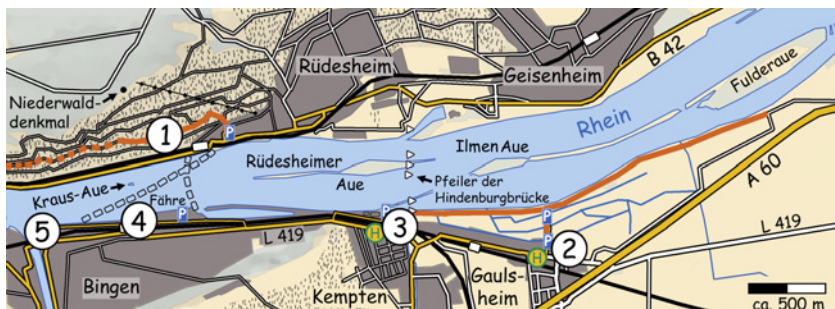 Rüdesheim
Geisenheim
B 42
Fulderaue
Niederwald-
denkmal
P
1
Rhein
Ilmen Aue
Rüdesheimer
Aue
Pfeiler der
Hindenburgbrücke
A 60
Kraus-Aue
Fähre
P
P
P
P
5
4
3
2
H
H
L 419
L 419
Bingen
Kempten
Gauls-
heim
ca. 500 m